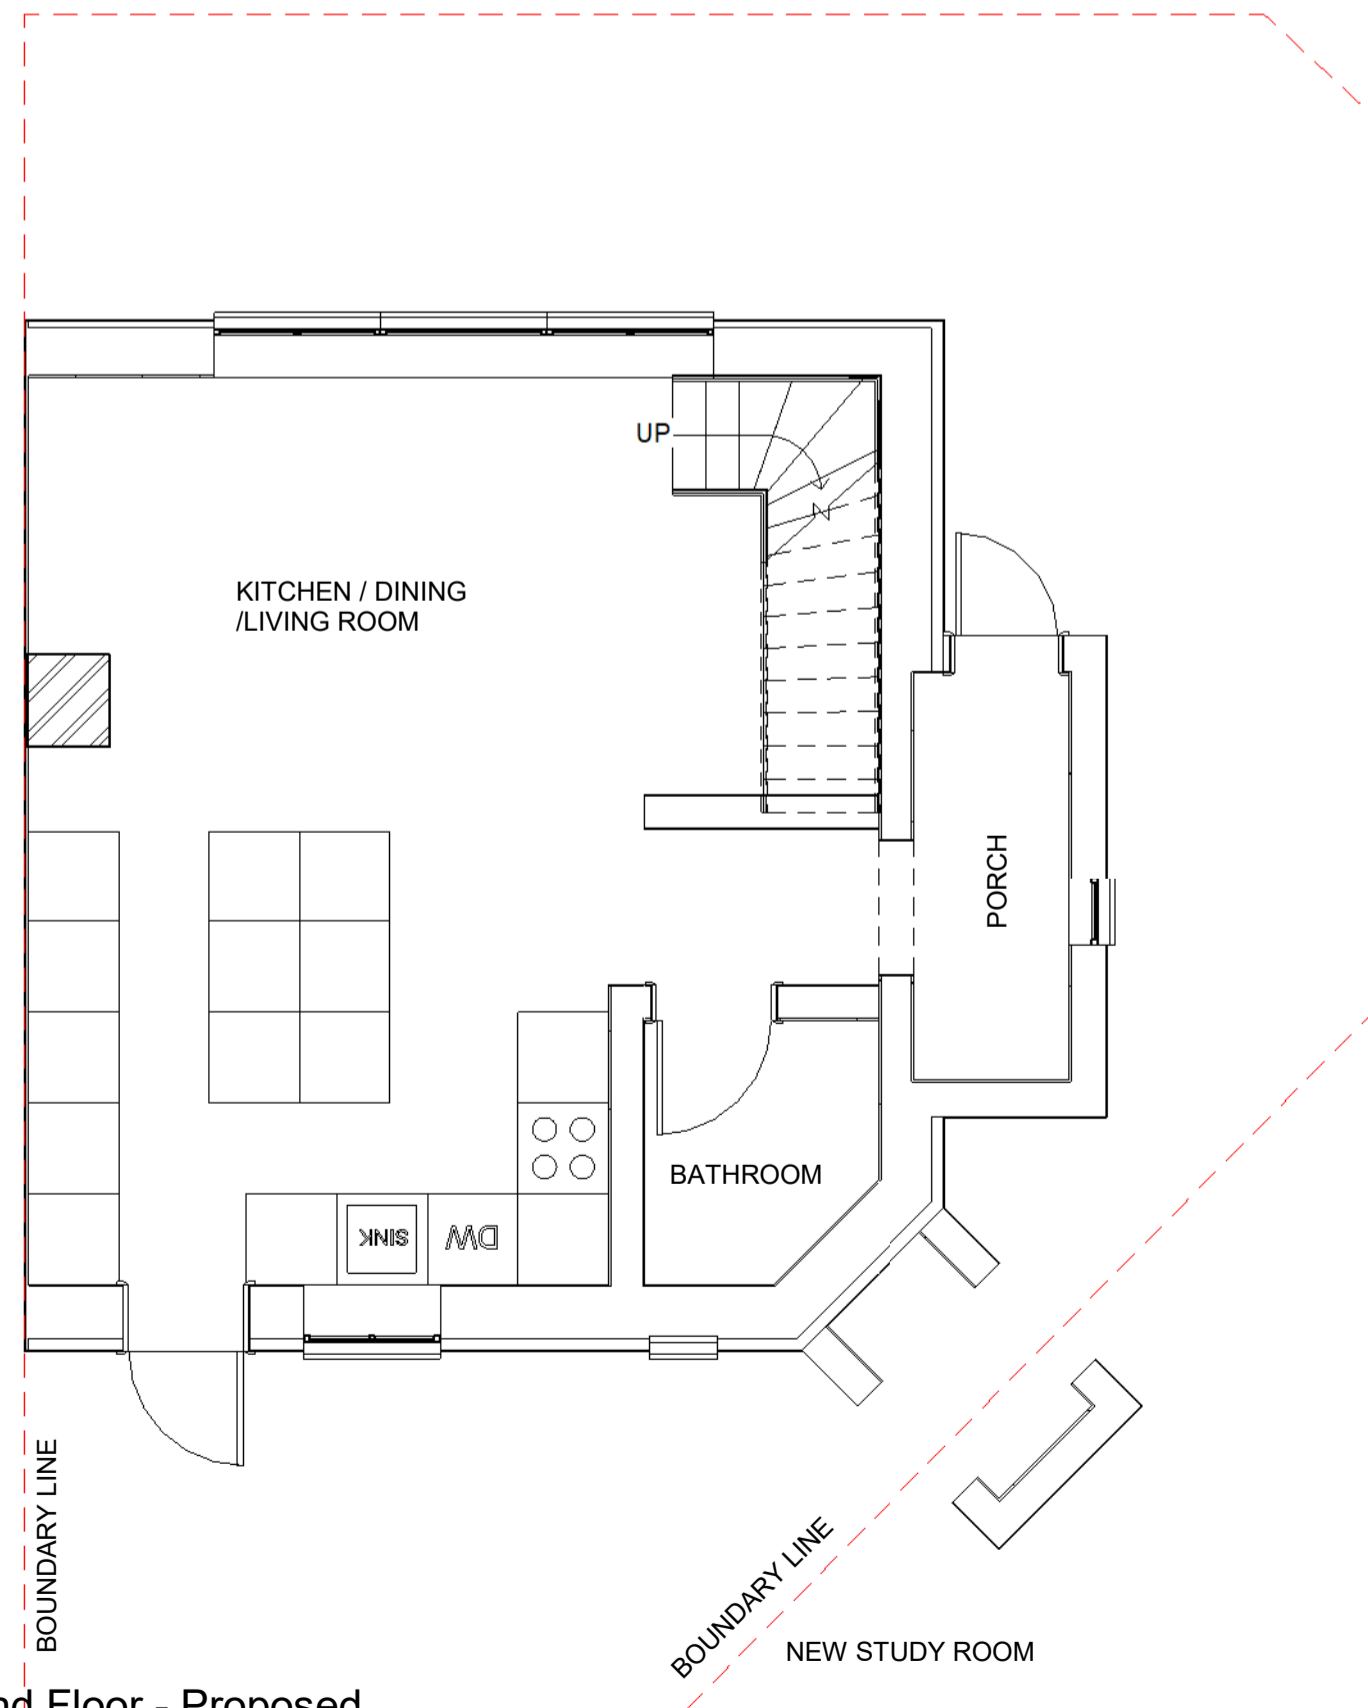 UP
KITCHEN / DINING
/LIVING ROOM
PORCH
BATHROOM
SINK
DW
BOUNDARY LINE
BOUNDARY LINE
NEW STUDY ROOM
Floor - Proposed